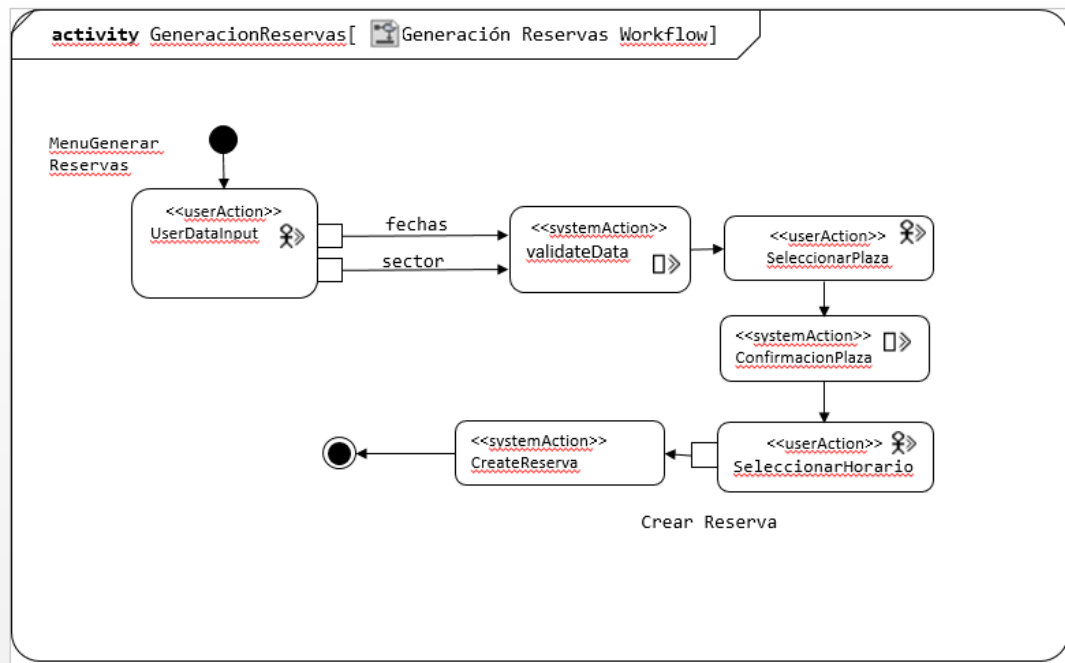 activity GeneracionReservas[ Generación Reservas Workflow]
MenuGenerar
Reservas
<<userAction>>
UserDataInput
fechas
sector
<<systemAction>>
validateData
<<userAction>>
SeleccionarPlaza
<<systemAction>>
ConfirmacionPlaza
<<userAction>>
SeleccionarHorario
<<systemAction>>
CreateReserva
Crear Reserva